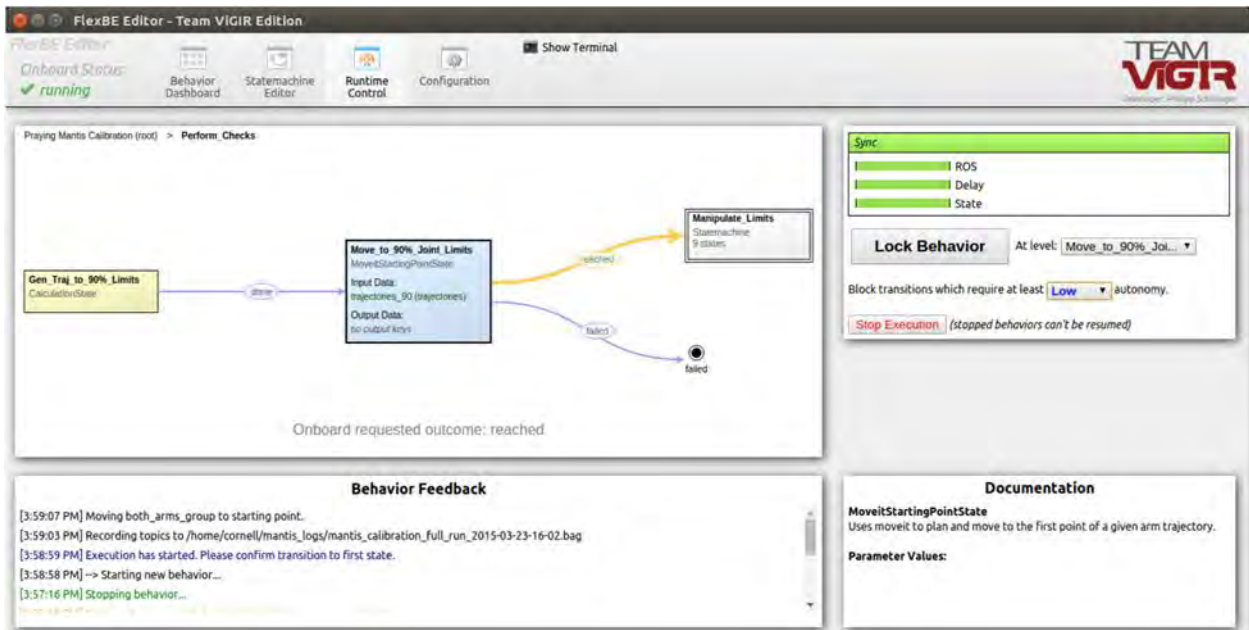 FlexBE Editor - Team ViGIR Edition
FlexBE Editor
Onboard Status:
running
Behavior
Dashboard
Statemachine
Editor
Runtime
Control
Configuration
Show Terminal
TEAM
ViGIR
Praying Mantis Calibration (root) > Perform_Checks
Gen_Traj_to_90%_Limits
CalculationState
done
Move_to_90%_Joint_Limits
MoveitStartingPointState
Input Data:
trajectories_90 (trajectories)
Output Data:
no output keys
reached
failed
Manipulate_Limits
Statemachine
9 states
failed
Onboard requested outcome: reached
Sync
ROS
Delay
State
Lock Behavior
At level: Move_to_90%_Joi...
Block transitions which require at least Low autonomy.
Stop Execution (stopped behaviors can't be resumed)
Behavior Feedback
[3:59:07 PM] Moving both_arms_group to starting point.
[3:59:03 PM] Recording topics to /home/cornell/mantis_logs/mantis_calibration_full_run_2015-03-23-16-02.bag
[3:58:59 PM] Execution has started. Please confirm transition to first state.
[3:58:58 PM] --> Starting new behavior...
[3:57:16 PM] Stopping behavior...
Documentation
MoveitStartingPointState
Uses moveit to plan and move to the first point of a given arm trajectory.
Parameter Values: